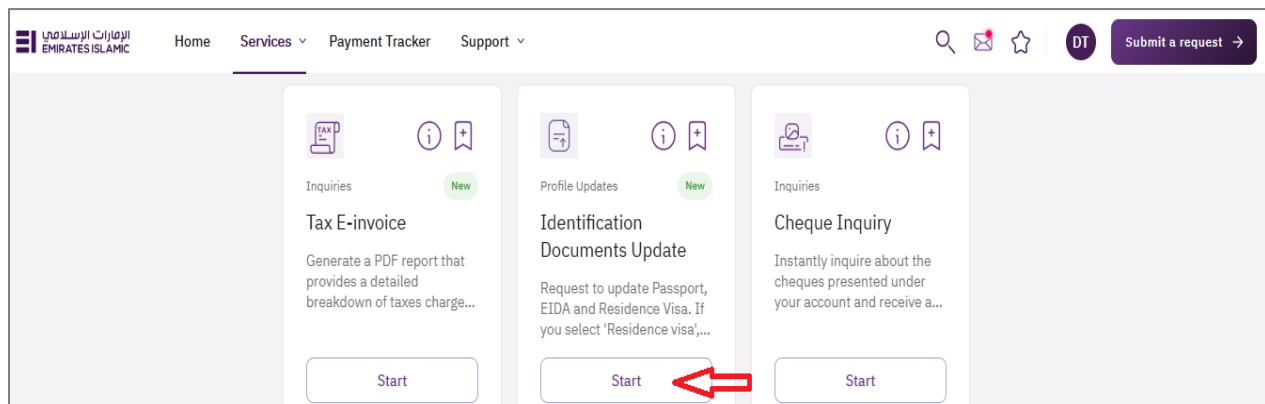 الإمارات الإسلامي
EMIRATES ISLAMIC
Home Services Payment Tracker Support DT Submit a request →
TAX
Inquiries New
Tax E-invoice
Generate a PDF report that
provides a detailed
breakdown of taxes charge...
Start
Profile Updates New
Identification
Documents Update
Request to update Passport,
EIDA and Residence Visa. If
you select 'Residence visa',...
Start
Inquiries
Cheque Inquiry
Instantly inquire about the
cheques presented under
your account and receive a...
Start